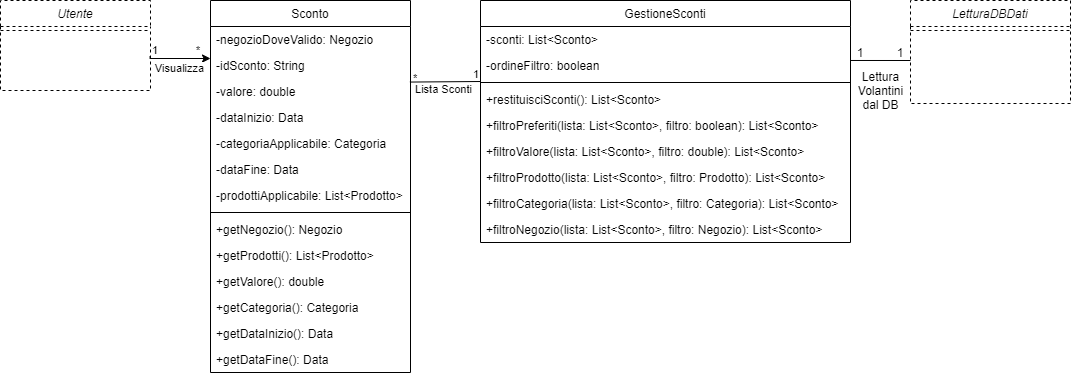 Utente
1
*
Visualizza
Sconto
-negozioDoveValido: Negozio
-idSconto: String
-valore: double
-dataInizio: Data
-categoriaApplicabile: Categoria
-dataFine: Data
-prodottiApplicabile: List<Prodotto>
+getNegozio(): Negozio
+getProdotti(): List<Prodotto>
+getValore(): double
+getCategoria(): Categoria
+getDataInizio(): Data
+getDataFine(): Data
*
1
Lista Sconti
GestioneSconti
-sconti: List<Sconto>
-ordineFiltro: boolean
+restituisciSconti(): List<Sconto>
+filtroPreferiti(lista: List<Sconto>, filtro: boolean): List<Sconto>
+filtroValore(lista: List<Sconto>, filtro: double): List<Sconto>
+filtroProdotto(lista: List<Sconto>, filtro: Prodotto): List<Sconto>
+filtroCategoria(lista: List<Sconto>, filtro: Categoria): List<Sconto>
+filtroNegozio(lista: List<Sconto>, filtro: Negozio): List<Sconto>
1
1
Lettura
Volantini
dal DB
LetturaDBDati